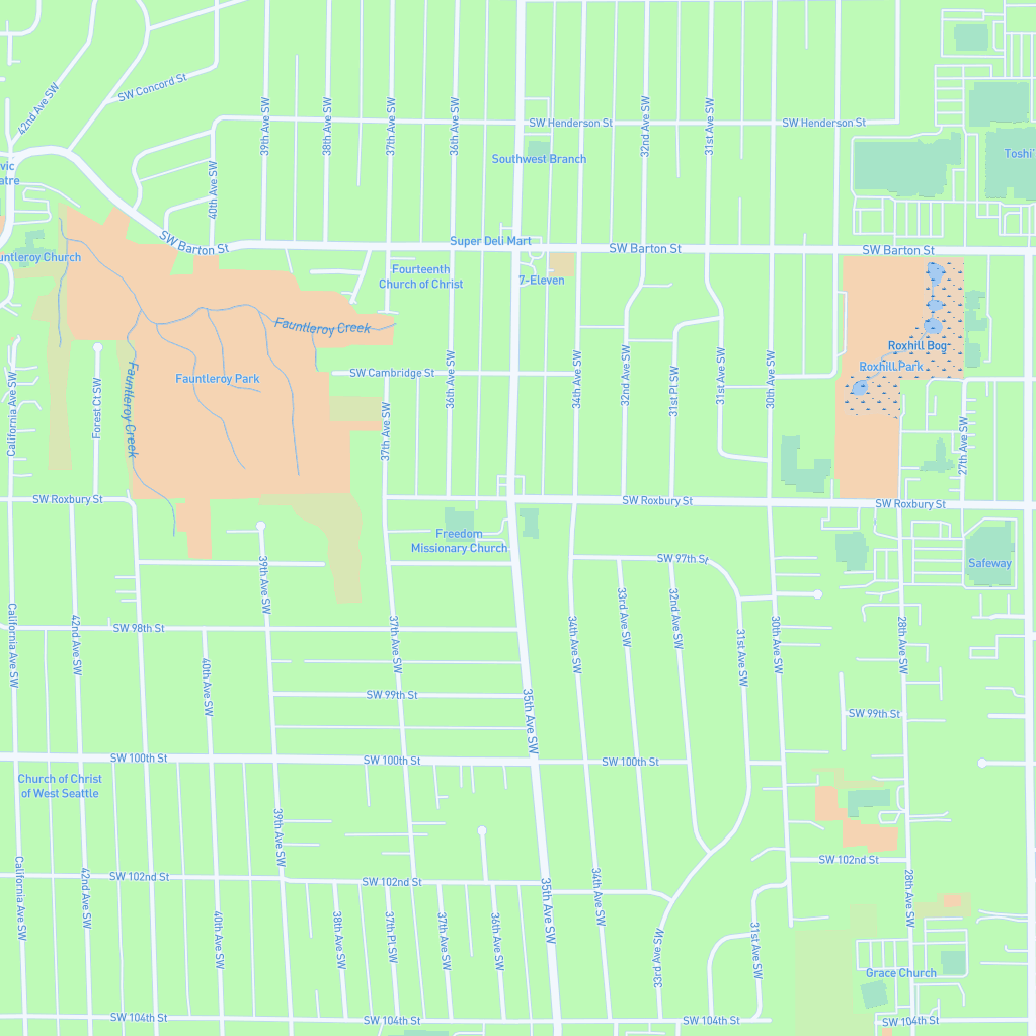 42nd Ave SW
SW Concord St
39th Ave SW
38th Ave SW
37th Ave SW
36th Ave SW
32nd Ave SW
31st Ave SW
SW Henderson St
SW Henderson St
Southwest Branch
Toshi'
vic
atre
40th Ave SW
SW Barton St
Super Deli Mart
SW Barton St
SW Barton St
untleroy Church
Fourteenth
Church of Christ
7-Eleven
Fauntleroy Creek
Roxhill Bog
Roxhill Park
Fauntleroy Park
SW Cambridge St
Fauntleroy Creek
Forest Ct SW
California Ave SW
36th Ave SW
34th Ave SW
32nd Ave SW
31st Pl SW
31st Ave SW
30th Ave SW
37th Ave SW
27th Ave SW
SW Roxbury St
SW Roxbury St
SW Roxbury St
Freedom
Missionary Church
SW 97th St
Safeway
39th Ave SW
California Ave SW
42nd Ave SW
SW 98th St
40th Ave SW
37th Ave SW
34th Ave SW
33rd Ave SW
32nd Ave SW
31st Ave SW
30th Ave SW
28th Ave SW
SW 99th St
35th Ave SW
SW 99th St
SW 100th St
SW 100th St
SW 100th St
Church of Christ
of West Seattle
39th Ave SW
SW 102nd St
SW 102nd St
SW 102nd St
California Ave SW
42nd Ave SW
40th Ave SW
38th Ave SW
37th Pl SW
37th Ave SW
36th Ave SW
35th Ave SW
34th Ave SW
33rd Ave SW
31st Ave SW
28th Ave SW
Grace Church
SW 104th St
SW 104th St
SW 104th St
SW 104th St